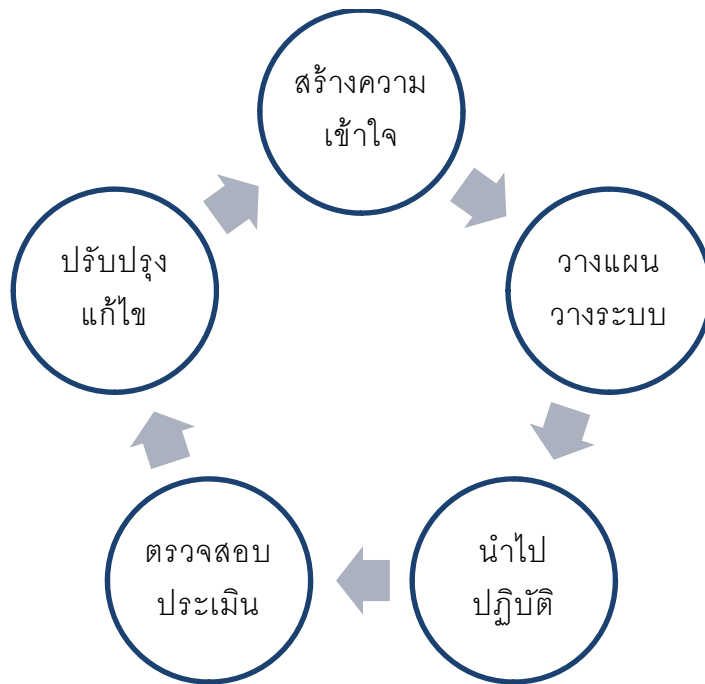 สร้างความ
เข้าใจ
วางแผน
วางระบบ
นำไป
ปฏิบัติ
ตรวจสอบ
ประเมิน
ปรับปรุง
แก้ไข